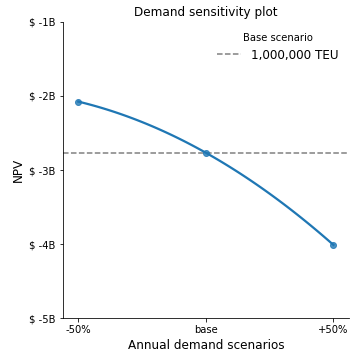 Demand sensitivity plot
$ -1B
Base scenario
1,000,000 TEU
$ -2B
NPV
$ -3B
$ -4B
$ -5B
-50%
base
+50%
Annual demand scenarios